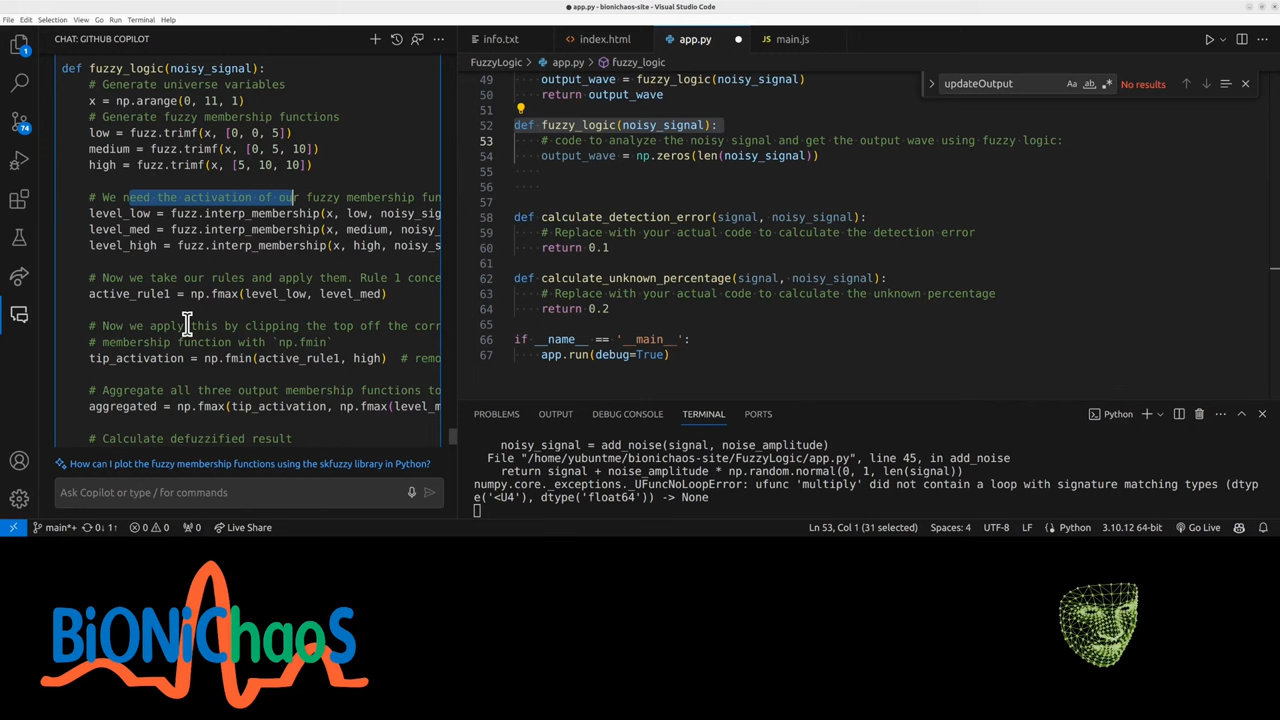 app.py - bionichaos-site - Visual Studio Code
File Edit Selection View Go Run Terminal Help
CHAT: GITHUB COPILOT
def fuzzy_logic(noisy_signal):
# Generate universe variables
x = np.arange(0, 11, 1)
# Generate fuzzy membership functions
low = fuzz.trimf(x, [0, 0, 5])
medium = fuzz.trimf(x, [0, 5, 10])
high = fuzz.trimf(x, [5, 10, 10])
# We need the activation of our fuzzy membership fun
level_low = fuzz.interp_membership(x, low, noisy_sig
level_med = fuzz.interp_membership(x, medium, noisy_
level_high = fuzz.interp_membership(x, high, noisy_s
# Now we take our rules and apply them. Rule 1 conce
active_rule1 = np.fmax(level_low, level_med)
# Now we apply this by clipping the top off the corr
# membership function with `np.fmin`
tip_activation = np.fmin(active_rule1, high)  # remo
# Aggregate all three output membership functions to
aggregated = np.fmax(tip_activation, np.fmax(level_m
# Calculate defuzzified result
How can I plot the fuzzy membership functions using the skfuzzy library in Python?
Ask Copilot or type / for commands
1
74
info.txt index.html app.py main.js
FuzzyLogic > app.py > fuzzy_logic
updateOutput Aa ab .* No results
49 output_wave = fuzzy_logic(noisy_signal)
50 return output_wave
51
52 def fuzzy_logic(noisy_signal):
53 # code to analyze the noisy signal and get the output wave using fuzzy logic:
54 output_wave = np.zeros(len(noisy_signal))
55
56
57
58 def calculate_detection_error(signal, noisy_signal):
59 # Replace with your actual code to calculate the detection error
60 return 0.1
61
62 def calculate_unknown_percentage(signal, noisy_signal):
63 # Replace with your actual code to calculate the unknown percentage
64 return 0.2
65
66 if __name__ == '__main__':
67 app.run(debug=True)
PROBLEMS OUTPUT DEBUG CONSOLE TERMINAL PORTS Python
noisy_signal = add_noise(signal, noise_amplitude)
File "/home/yubuntme/bionichaos-site/FuzzyLogic/app.py", line 45, in add_noise
return signal + noise_amplitude * np.random.normal(0, 1, len(signal))
numpy.core._exceptions._UFuncNoLoopError: ufunc 'multiply' did not contain a loop with signature matching types (dtyp
e('<U4'), dtype('float64')) -> None
main*+ 0↓ 1↑ 0 0 0 Live Share Ln 53, Col 1 (31 selected) Spaces: 4 UTF-8 LF Python 3.10.12 64-bit Go Live
BiONiChaoS